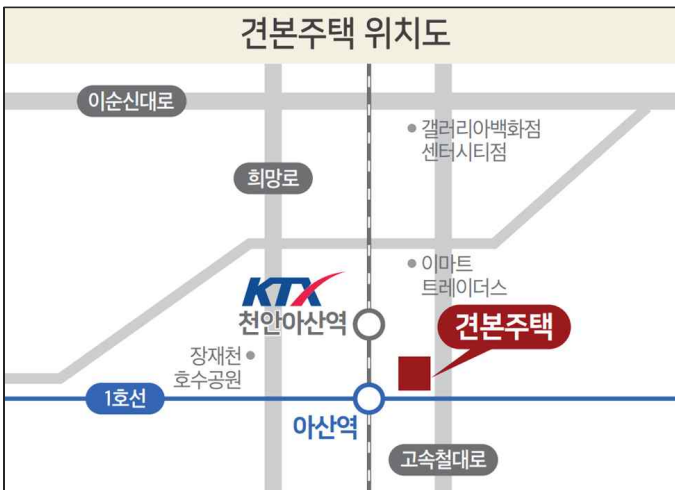 견본주택 위치도
이순신대로
갤러리아백화점
센터시티점
희망로
이마트
트레이더스
KTX
천안아산역
견본주택
장재천
호수공원
1호선
아산역
고속철대로